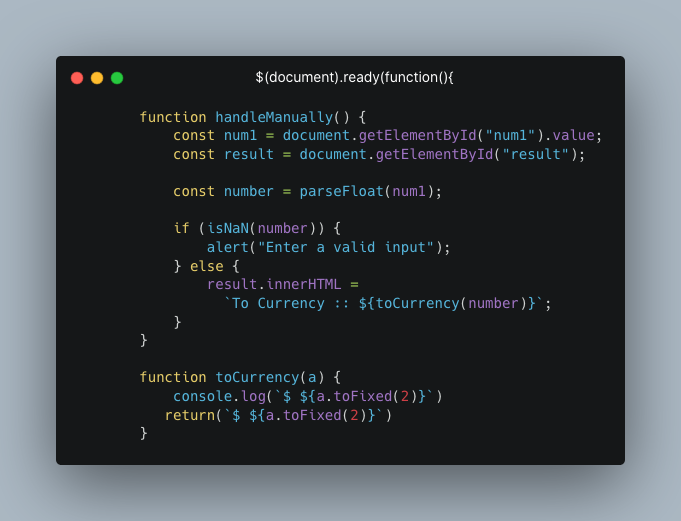 $(document).ready(function(){
function handleManually() {
const num1 = document.getElementById("num1").value;
const result = document.getElementById("result");
const number = parseFloat(num1);
if (isNaN(number)) {
alert("Enter a valid input");
} else {
result.innerHTML =
`To Currency :: ${toCurrency(number)}`;
}
}
function toCurrency(a) {
console.log(`$ ${a.toFixed(2)}`)
return(`$ ${a.toFixed(2)}`)
}